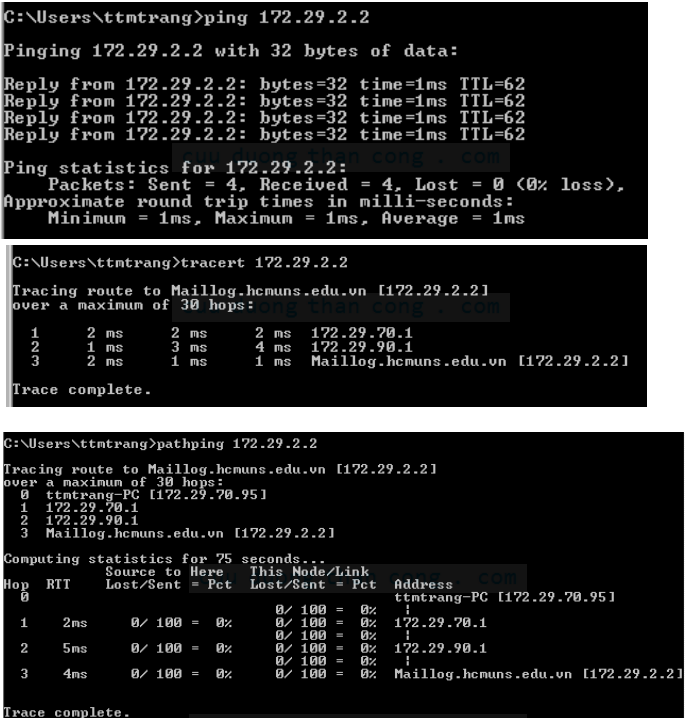 C:\Users\ttmtrang>ping 172.29.2.2
Pinging 172.29.2.2 with 32 bytes of data:
Reply from 172.29.2.2: bytes=32 time=1ms TTL=62
Reply from 172.29.2.2: bytes=32 time=1ms TTL=62
Reply from 172.29.2.2: bytes=32 time=1ms TTL=62
Reply from 172.29.2.2: bytes=32 time=1ms TTL=62
cuu duong than cong . com
Ping statistics for 172.29.2.2:
Packets: Sent = 4, Received = 4, Lost = 0 (0% loss),
Approximate round trip times in milli-seconds:
Minimum = 1ms, Maximum = 1ms, Average = 1ms
C:\Users\ttmtrang>tracert 172.29.2.2
Tracing route to Maillog.hcmuns.edu.vn [172.29.2.2]
over a maximum of 30 hops:
cuu duong than cong . com
1 2 ms 2 ms 2 ms 172.29.70.1
2 1 ms 3 ms 4 ms 172.29.90.1
3 2 ms 1 ms 1 ms Maillog.hcmuns.edu.vn [172.29.2.2]
Trace complete.
C:\Users\ttmtrang>pathping 172.29.2.2
Tracing route to Maillog.hcmuns.edu.vn [172.29.2.2]
over a maximum of 30 hops:
0 ttmtrang-PC [172.29.70.95]
1 172.29.70.1
2 172.29.90.1
3 Maillog.hcmuns.edu.vn [172.29.2.2]
Computing statistics for 75 seconds...
Source to Here This Node/Link
cuu duong than cong . com
Hop RTT Lost/Sent = Pct Lost/Sent = Pct Address
0 ttmtrang-PC [172.29.70.95]
0/ 100 = 0% |
1 2ms 0/ 100 = 0% 0/ 100 = 0% 172.29.70.1
0/ 100 = 0% |
2 5ms 0/ 100 = 0% 0/ 100 = 0% 172.29.90.1
0/ 100 = 0% |
3 4ms 0/ 100 = 0% 0/ 100 = 0% Maillog.hcmuns.edu.vn [172.29.2.2]
Trace complete.